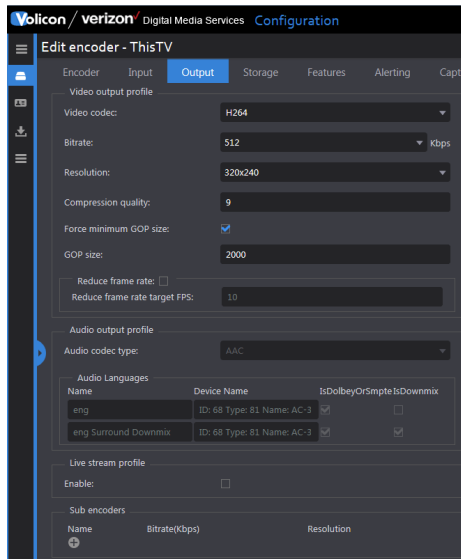 Volicon / verizon✓ Digital Media Services Configuration
Edit encoder - ThisTV
Encoder Input Output Storage Features Alerting Capt
Video output profile
Video codec: H264
Bitrate: 512 Kbps
Resolution: 320x240
Compression quality: 9
Force minimum GOP size:
GOP size: 2000
Reduce frame rate:
Reduce frame rate target FPS: 10
Audio output profile
Audio codec type: AAC
Audio Languages
Name Device Name IsDolbeyOrSmpte IsDownmix
eng ID: 68 Type: 81 Name: AC-3
eng Surround Downmix ID: 68 Type: 81 Name: AC-3
Live stream profile
Enable:
Sub encoders
Name Bitrate(Kbps) Resolution